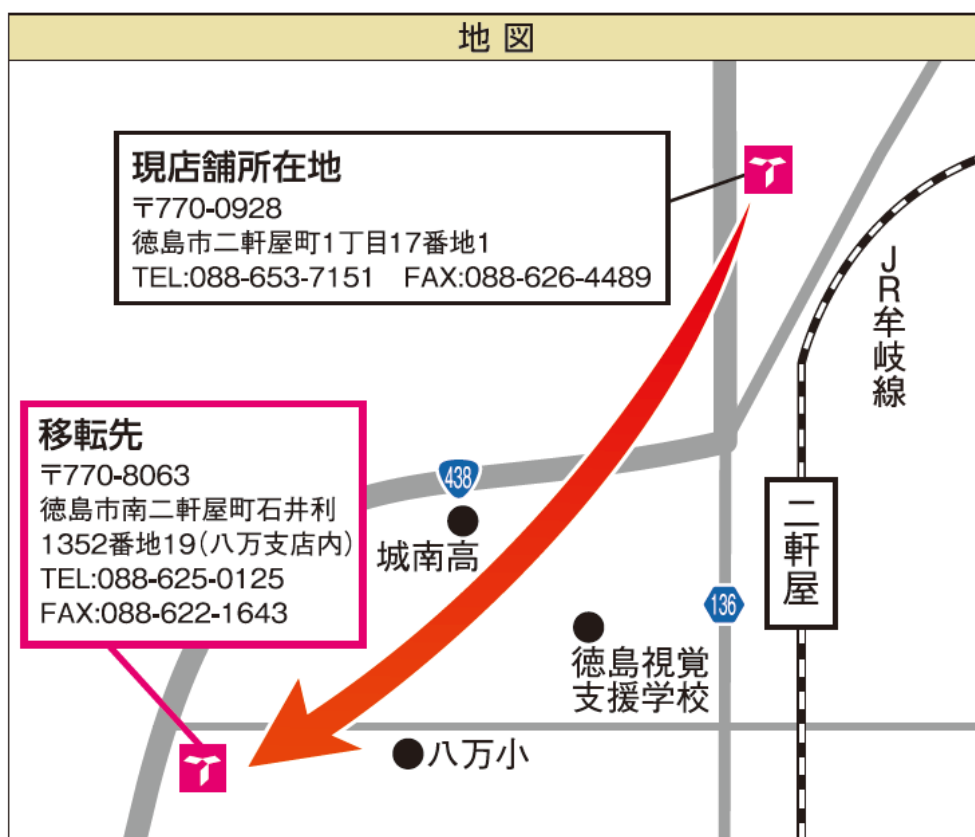 地図
現店舗所在地
〒770-0928
徳島市二軒屋町1丁目17番地1
TEL:088-653-7151 FAX:088-626-4489
JR牟岐線
移転先
〒770-8063
徳島市南二軒屋町石井利
1352番地19(八万支店内)
TEL:088-625-0125
FAX:088-622-1643
438
城南高
二軒屋
136
徳島視覚
支援学校
八万小